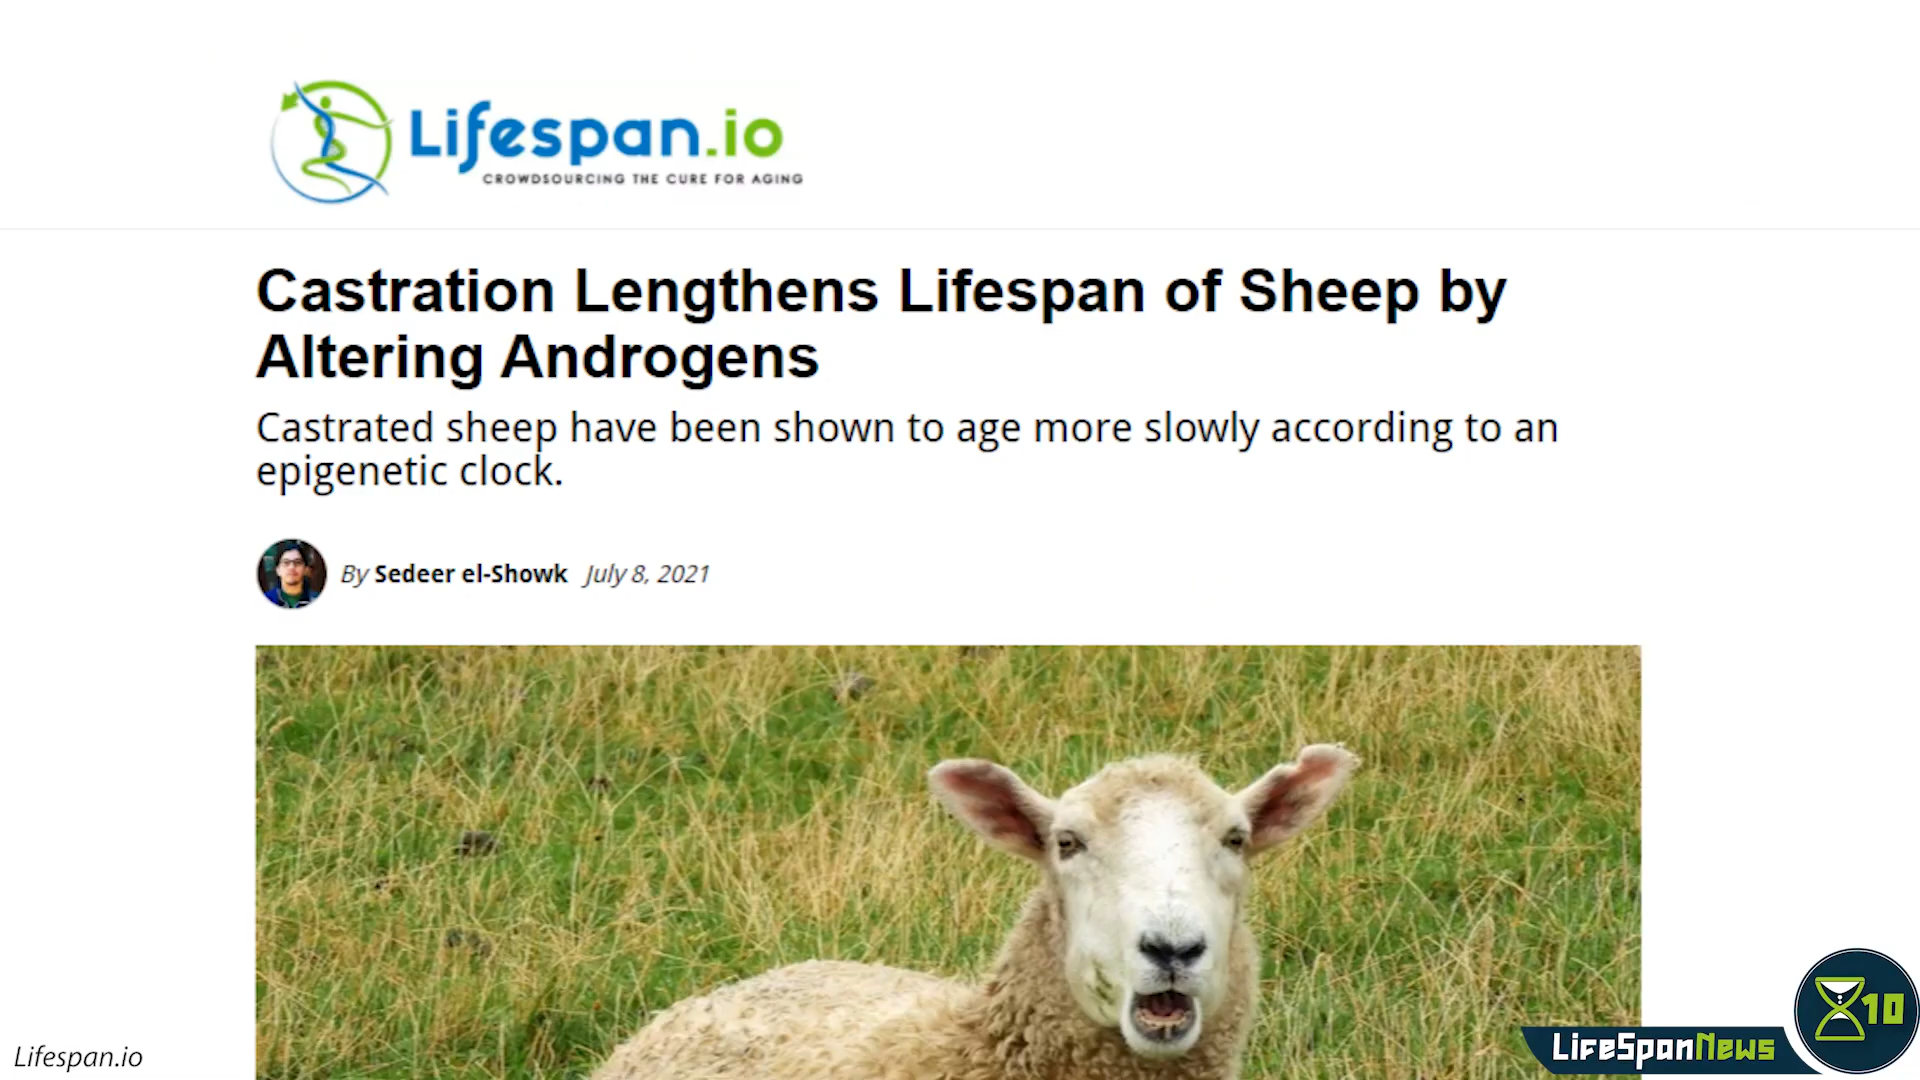 Lifespan.io
CROWDSOURCING THE CURE FOR AGING
Castration Lengthens Lifespan of Sheep by
Altering Androgens
Castrated sheep have been shown to age more slowly according to an
epigenetic clock.
By Sedeer el-Showk July 8, 2021
10
Lifespan.io
LifeSpanNews